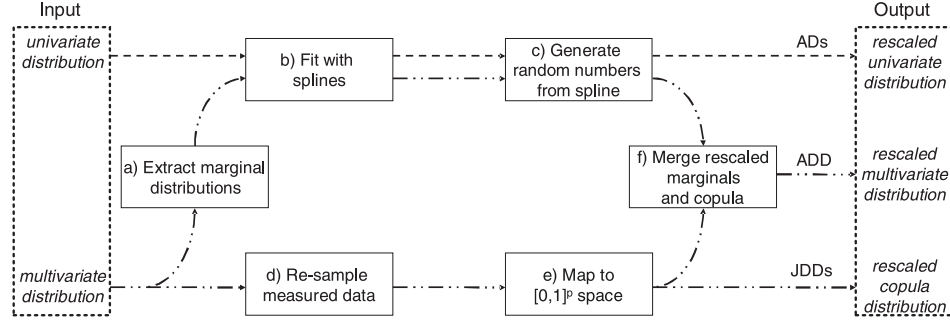 Input
Output
univariate
distribution
b) Fit with
splines
c) Generate
random numbers
from spline
ADs
rescaled
univariate
distribution
a) Extract marginal
distributions
f) Merge rescaled
marginals
and copula
ADD
rescaled
multivariate
distribution
multivariate
distribution
d) Re-sample
measured data
e) Map to
[0,1]ᵖ space
JDDs
rescaled
copula
distribution